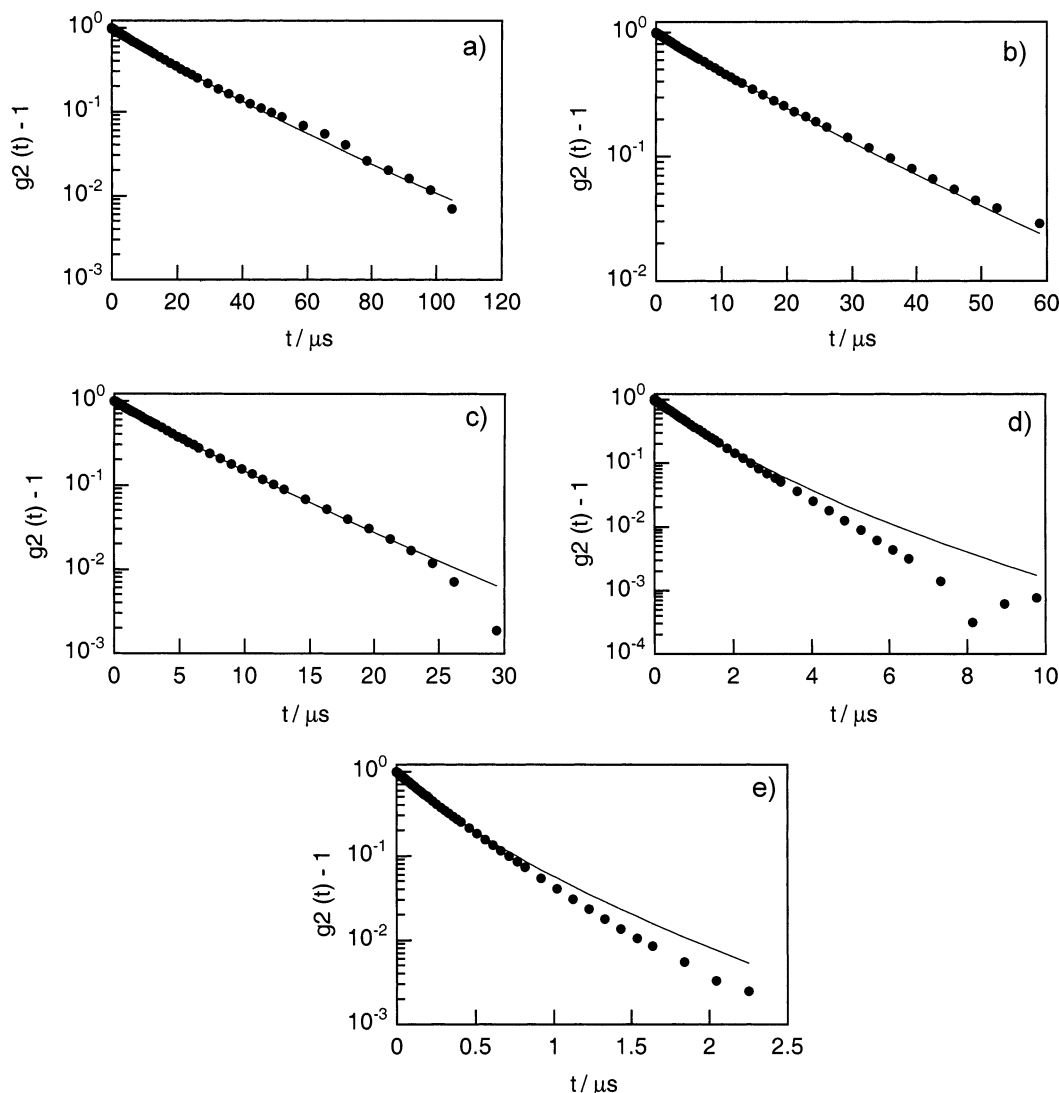 a)
10^0
10^-1
10^-2
10^-3
g2 (t) - 1
0 20 40 60 80 100 120
t / μs
b)
10^0
10^-1
10^-2
g2 (t) - 1
0 10 20 30 40 50 60
t / μs
c)
10^0
10^-1
10^-2
10^-3
g2 (t) - 1
0 5 10 15 20 25 30
t / μs
d)
10^0
10^-1
10^-2
10^-3
10^-4
g2 (t) - 1
0 2 4 6 8 10
t / μs
e)
10^0
10^-1
10^-2
10^-3
g2 (t) - 1
0 0.5 1 1.5 2 2.5
t / μs